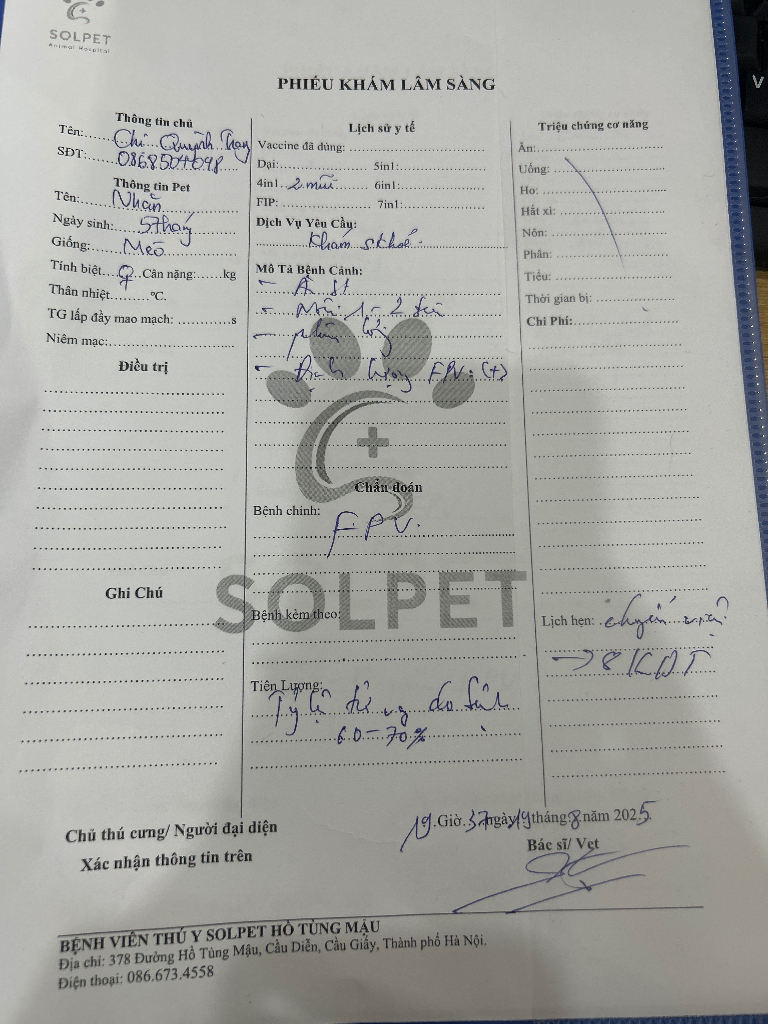 SOLPET
Animal Hospital
PHIẾU KHÁM LÂM SÀNG
Thông tin chủ
Tên: Chị Quỳnh Trang
SĐT: 0868504098
Thông tin Pet
Tên: Nhàn
Ngày sinh: 5 tháng
Giống: Mèo
Tính biệt ♀ Cân nặng: kg
Thân nhiệt ℃.
TG lấp đầy mao mạch: s
Niêm mạc:
Điều trị
Ghi Chú
Lịch sử y tế
Vaccine đã dùng:
Dại: 5in1:
4in1 2 mũi 6in1:
FIP: 7in1:
Dịch Vụ Yêu Cầu:
Khám s.khoẻ.
Mô Tả Bệnh Cảnh:
- Ăn ít
- Nôn 1-2
- phân lỏng
- Định lượng FPV: (+)
Chẩn đoán
Bệnh chính:
FPV.
SOLPET
Bệnh kèm theo:
Tiên Lượng:
Tỷ lệ tử vg do
60-70%
Triệu chứng cơ năng
Ăn:
Uống:
Ho:
Hắt xì:
Nôn:
Phân:
Tiểu:
Thời gian bị:
Chi Phí:
Lịch hẹn: chuyển viện
→ 8 KĐT
19 Giờ 37 ngày 19 tháng 8 năm 2025
Chủ thú cưng/ Người đại diện
Xác nhận thông tin trên
Bác sĩ/ Vet
BỆNH VIỆN THÚ Y SOLPET HỒ TÙNG MẬU
Địa chỉ: 378 Đường Hồ Tùng Mậu, Cầu Diễn, Cầu Giấy, Thành phố Hà Nội.
Điện thoại: 086.673.4558